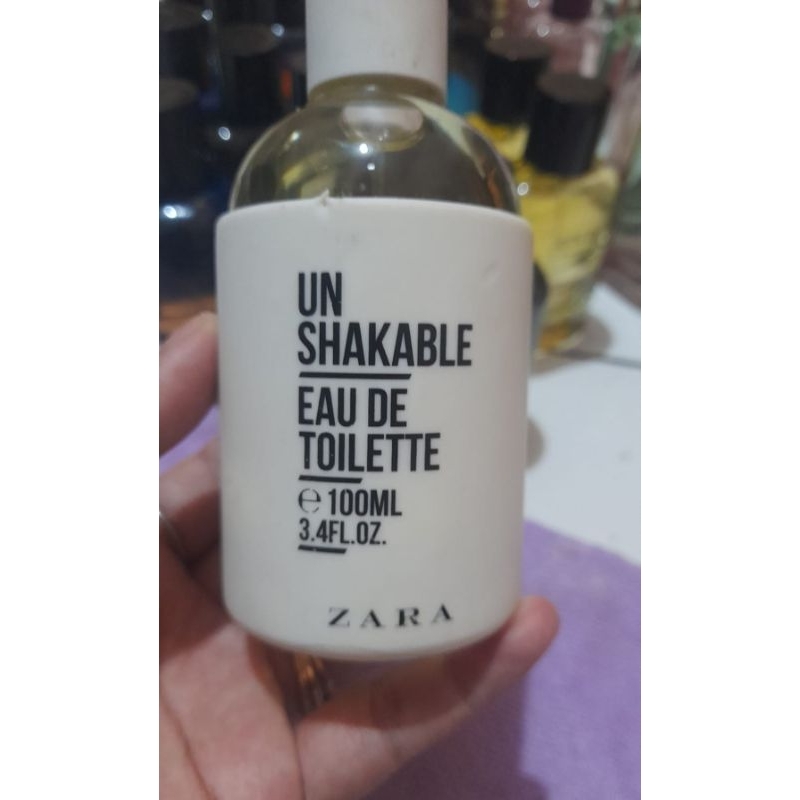 UN
SHAKABLE
EAU DE
TOILETTE
℮ 100ML
3.4FL.OZ.
ZARA